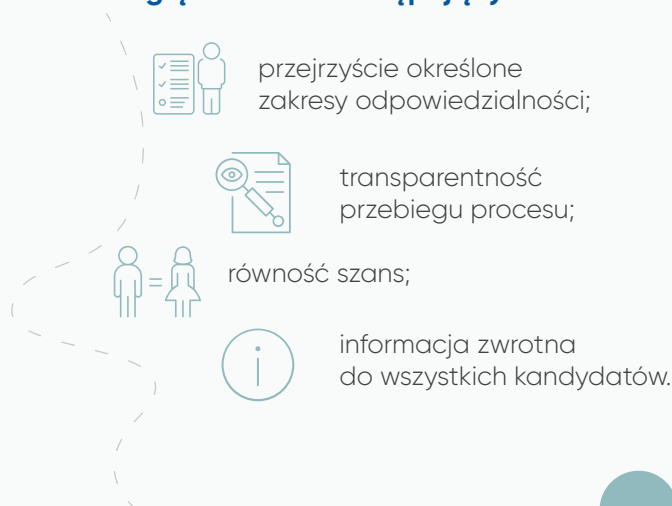 przejrzyście określone
zakresy odpowiedzialności;
transparentność
przebiegu procesu;
równość szans;
informacja zwrotna
do wszystkich kandydatów.